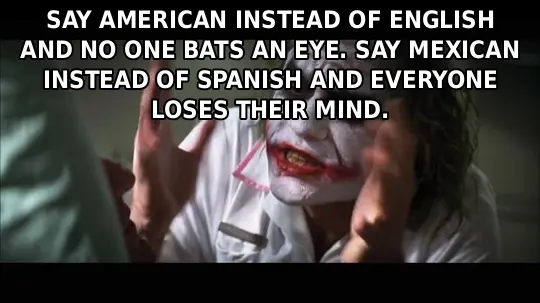 SAY AMERICAN INSTEAD OF ENGLISH
AND NO ONE BATS AN EYE. SAY MEXICAN
INSTEAD OF SPANISH AND EVERYONE
LOSES THEIR MIND.